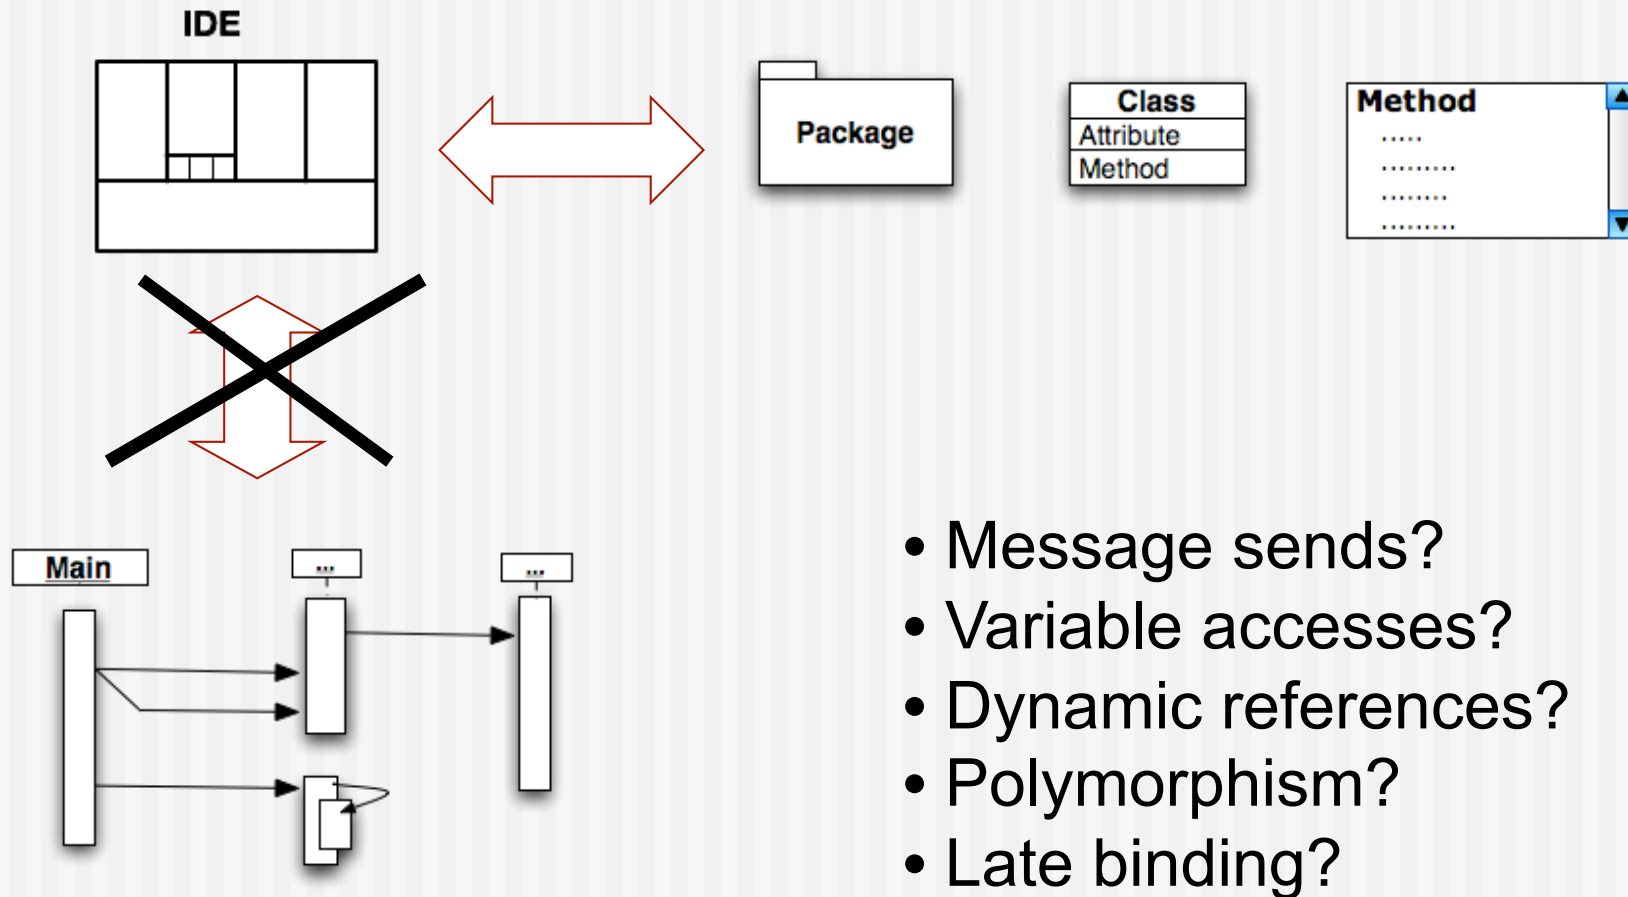 IDE
Package
Class
Attribute
Method
Method
.....
.........
........
.........
Main
...
...
• Message sends?
• Variable accesses?
• Dynamic references?
• Polymorphism?
• Late binding?